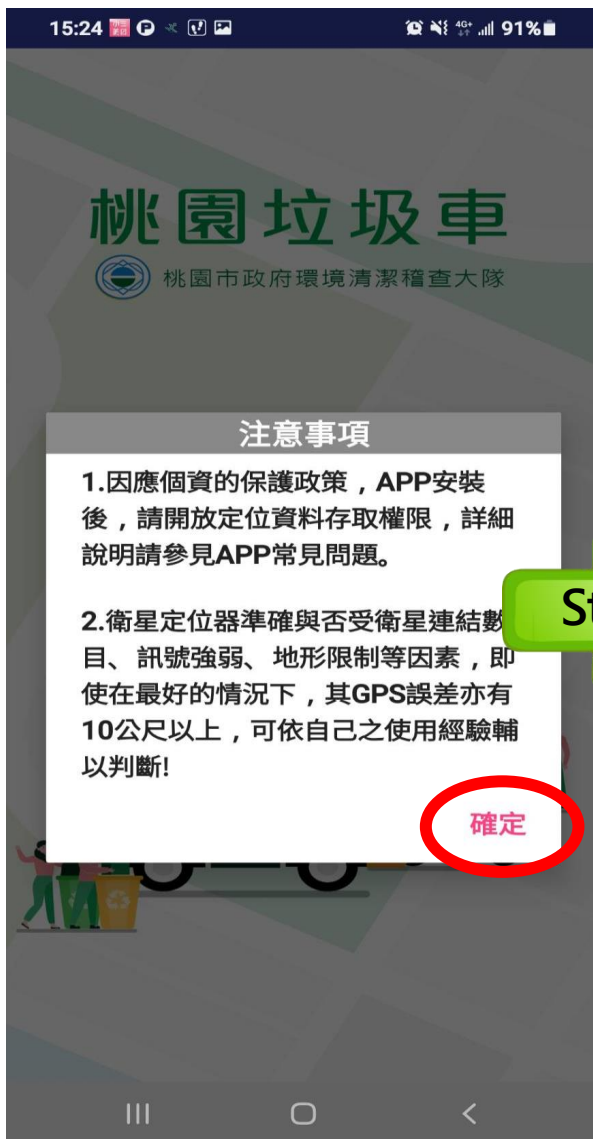 15:24
4G+
91%
桃園垃圾車
桃園市政府環境清潔稽查大隊
注意事項
1.因應個資的保護政策，APP安裝
後，請開放定位資料存取權限，詳細
說明請參見APP常見問題。
2.衛星定位器準確與否受衛星連結數
目、訊號強弱、地形限制等因素，即
使在最好的情況下，其GPS誤差亦有
10公尺以上，可依自己之使用經驗輔
以判斷!
確定
St